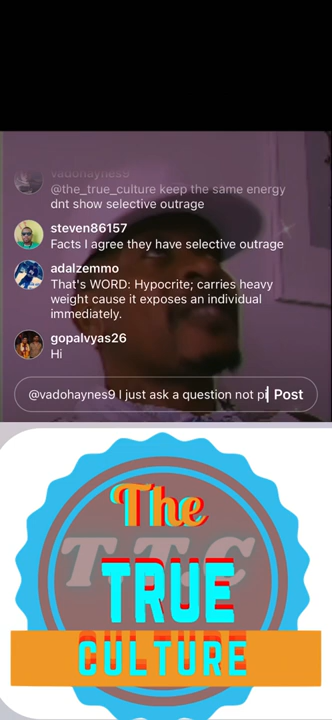 vadohaynes9
@the_true_culture keep the same energy
dnt show selective outrage
steven86157
Facts I agree they have selective outrage
adalzemmo
That's WORD: Hypocrite; carries heavy
weight cause it exposes an individual
immediately.
gopalvyas26
Hi
@vadohaynes9 I just ask a question not pi Post
The
T.T.C
TRUE
CULTURE